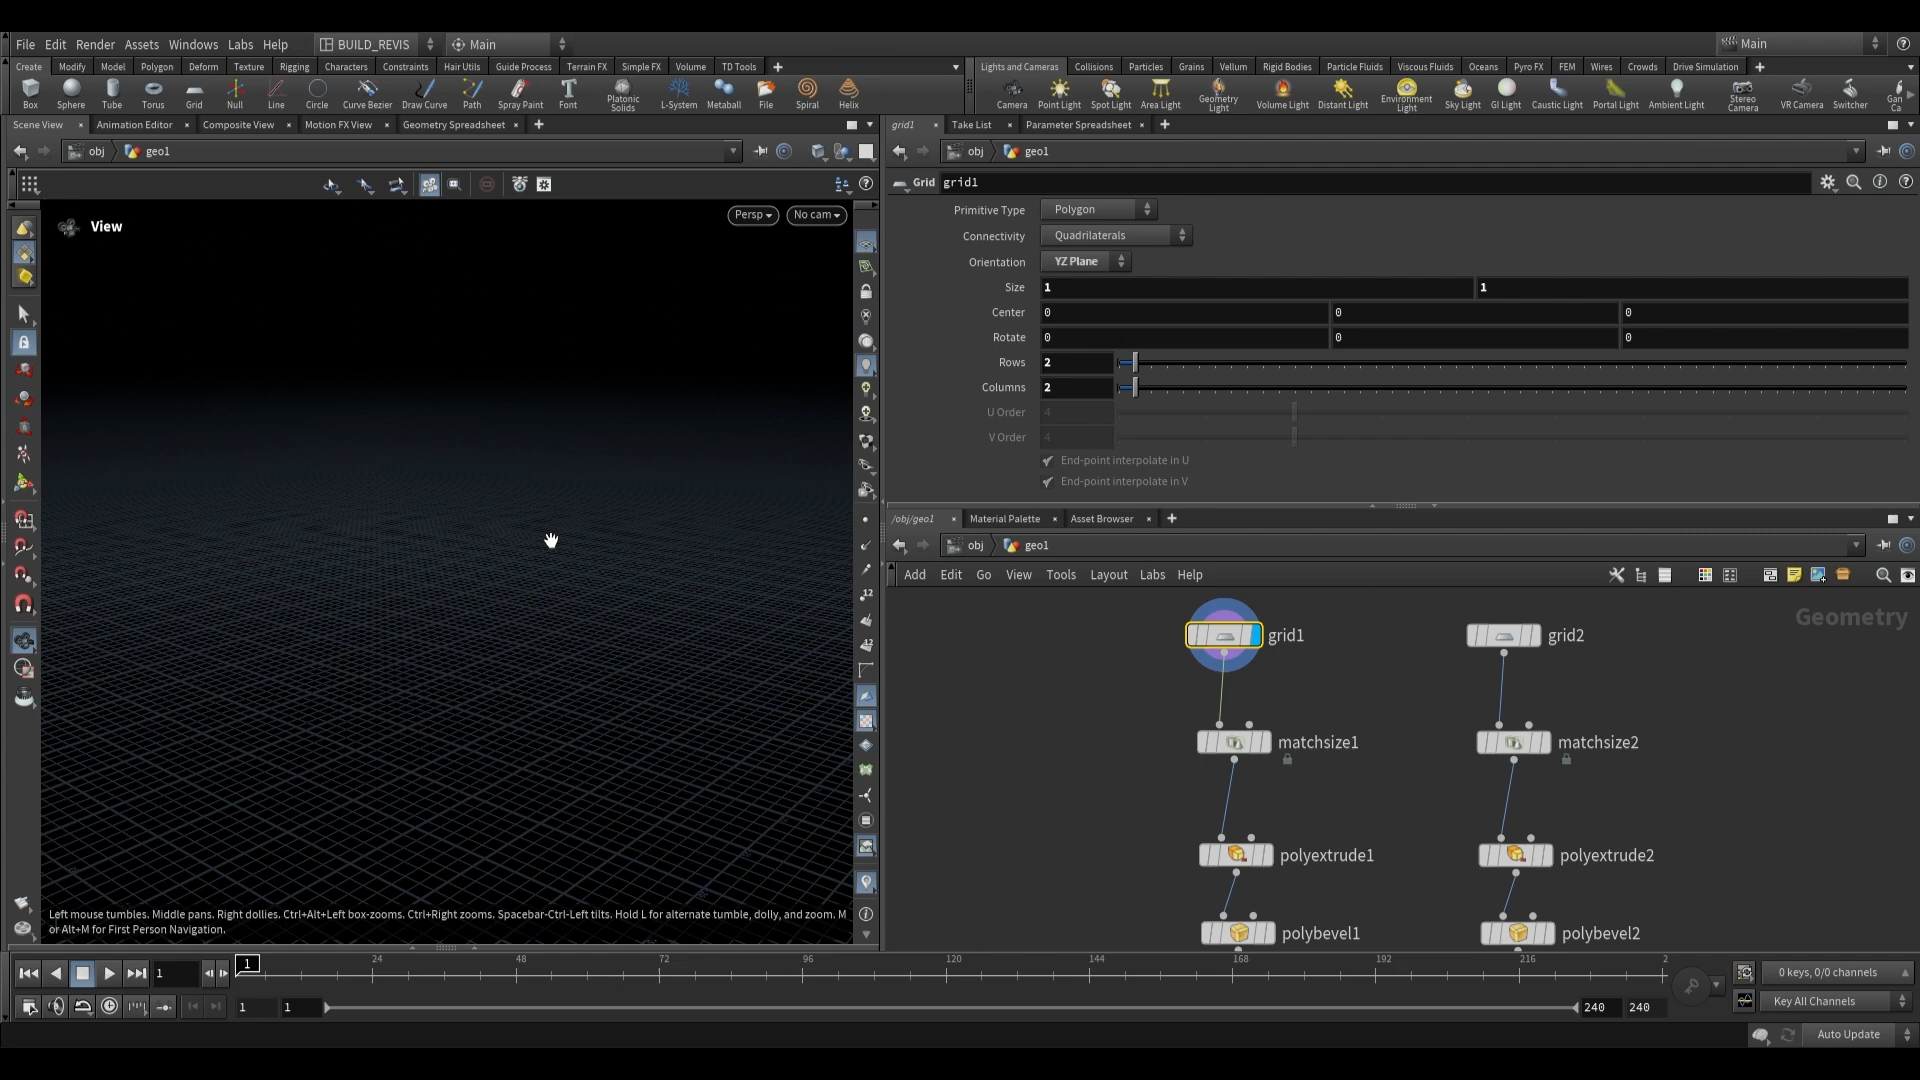 File Edit Render Assets Windows Labs Help BUILD_REVIS Main Main
Create Modify Model Polygon Deform Texture Rigging Characters Constraints Hair Utils Guide Process Terrain FX Simple FX Volume TD Tools
Lights and Cameras Collisions Particles Grains Vellum Rigid Bodies Particle Fluids Viscous Fluids Oceans Pyro FX FEM Wires Crowds Drive Simulation
Box Sphere Tube Torus Grid Null Line Circle Curve Bezier Draw Curve Path Spray Paint Font Platonic Solids L-System Metaball File Spiral Helix
Camera Point Light Spot Light Area Light Geometry Light Volume Light Distant Light Environment Light Sky Light GI Light Caustic Light Portal Light Ambient Light Stereo Camera VR Camera Switcher Gan Ca
Scene View Animation Editor Composite View Motion FX View Geometry Spreadsheet
grid1 Take List Parameter Spreadsheet
obj geo1
obj geo1
View
Persp No cam
Grid grid1
Primitive Type Polygon
Connectivity Quadrilaterals
Orientation YZ Plane
Size 1 1
Center 0 0 0
Rotate 0 0 0
Rows 2
Columns 2
U Order 4
V Order 4
End-point interpolate in U
End-point interpolate in V
/obj/geo1 Material Palette Asset Browser
obj geo1
Add Edit Go View Tools Layout Labs Help
Geometry
grid1 grid2
matchsize1 matchsize2
polyextrude1 polyextrude2
polybevel1 polybevel2
12
12
Left mouse tumbles. Middle pans. Right dollies. Ctrl+Alt+Left box-zooms. Ctrl+Right zooms. Spacebar-Ctrl-Left tilts. Hold L for alternate tumble, dolly, and zoom. M
or Alt+M for First Person Navigation.
1 1 24 48 72 96 120 144 168 192 216 2
0 keys, 0/0 channels
1 1 240 240
Key All Channels
Auto Update